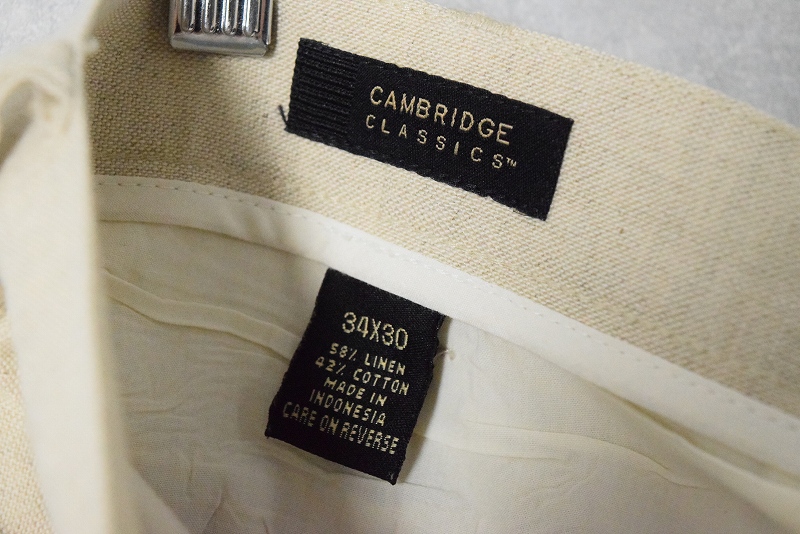 CAMBRIDGE
CLASSICS™
34X30
58% LINEN
42% COTTON
MADE IN
INDONESIA
CARE ON REVERSE